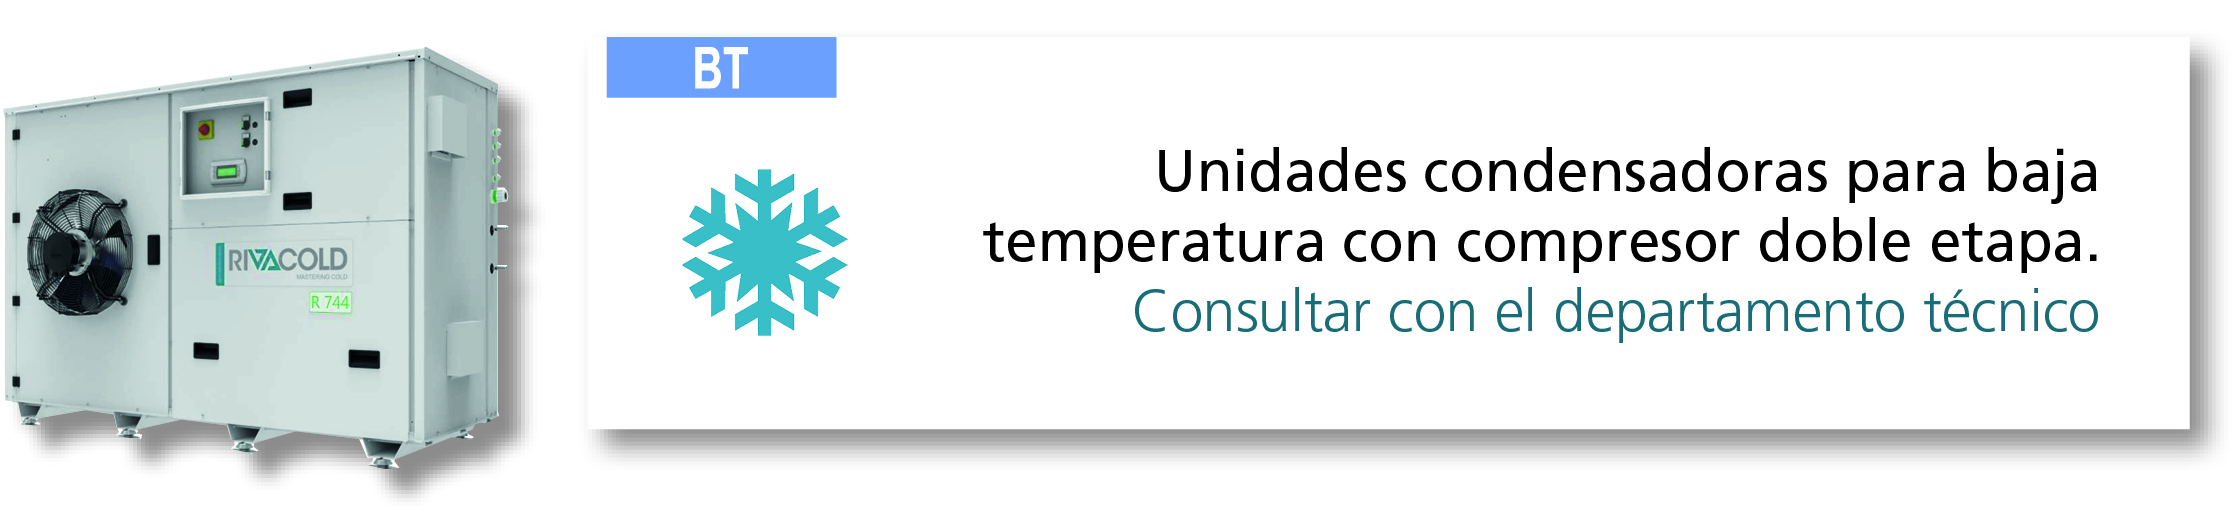 BT
Unidades condensadoras para baja
temperatura con compresor doble etapa.
Consultar con el departamento técnico
RIVACOLD
MASTERING COLD
R 744